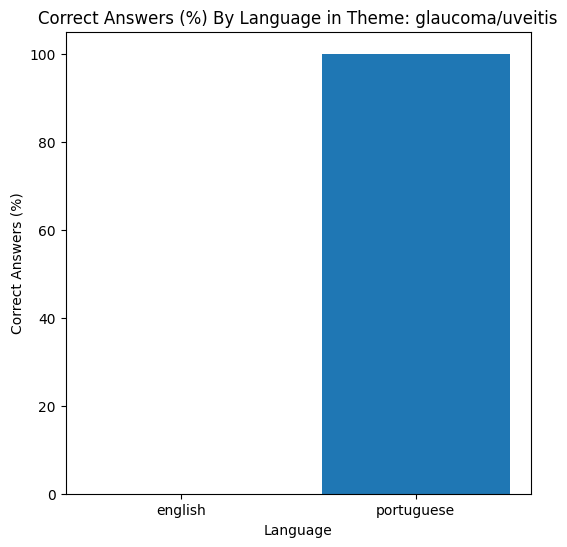 Correct Answers (%) By Language in Theme: glaucoma/uveitis
100
80
60
40
20
0
Correct Answers (%)
english
portuguese
Language